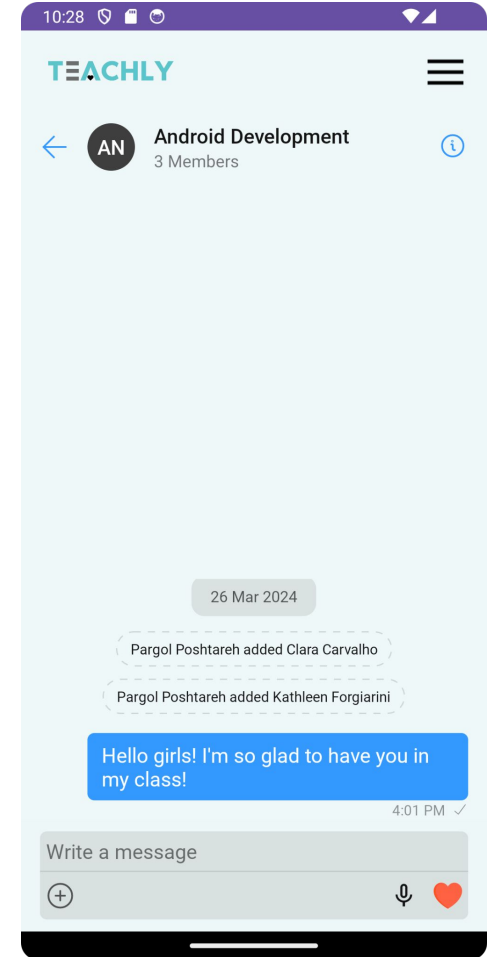 10:28
TEACHLY
AN
Android Development
3 Members
26 Mar 2024
Pargol Poshtareh added Clara Carvalho
Pargol Poshtareh added Kathleen Forgiarini
Hello girls! I'm so glad to have you in
my class!
4:01 PM
Write a message